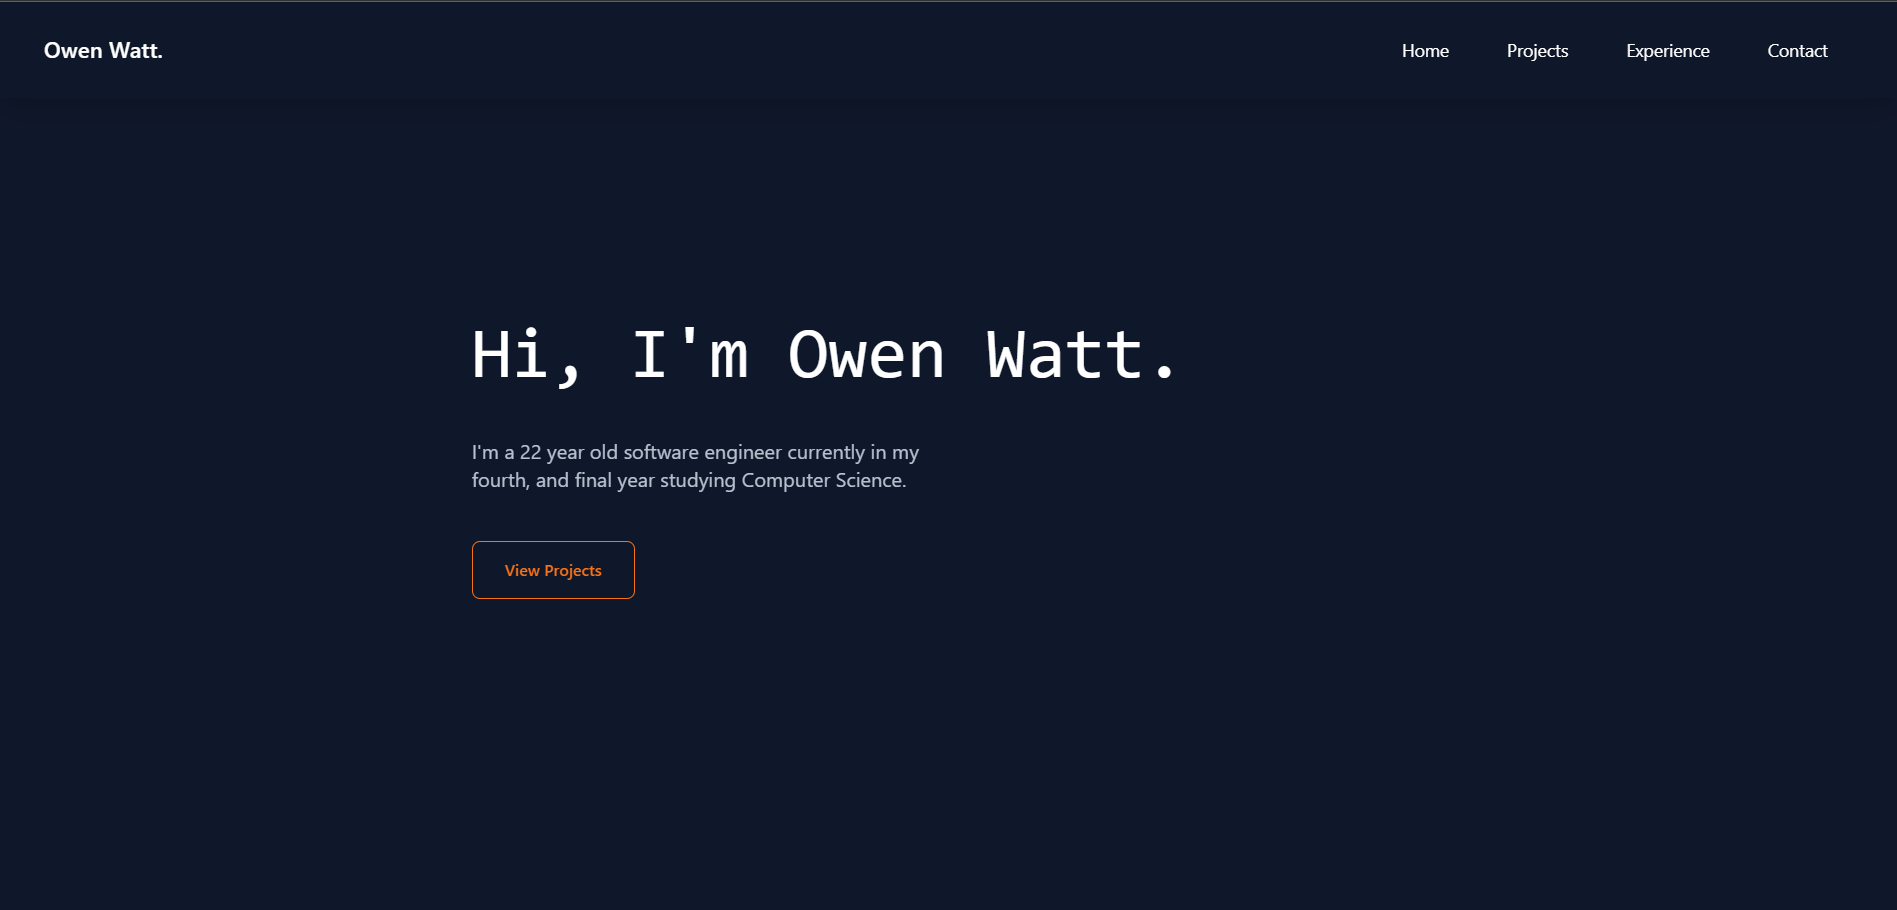 Owen Watt.
Home
Projects
Experience
Contact
Hi, I'm Owen Watt.
I'm a 22 year old software engineer currently in my
fourth, and final year studying Computer Science.
View Projects